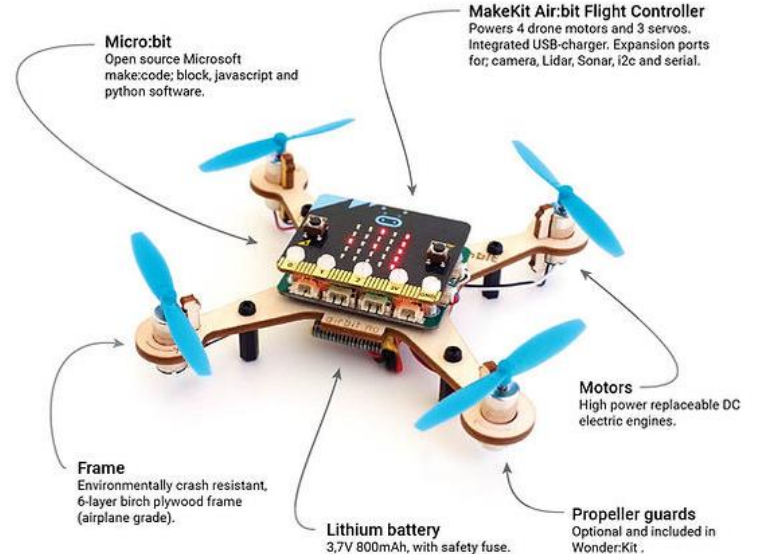 MakeKit Air:bit Flight Controller
Powers 4 drone motors and 3 servos.
Integrated USB-charger. Expansion ports
for; camera, Lidar, Sonar, i2c and serial.
Micro:bit
Open source Microsoft
make:code; block, javascript and
python software.
airbit.no
Motors
High power replaceable DC
electric engines.
Frame
Environmentally crash resistant,
6-layer birch plywood frame
(airplane grade).
Lithium battery
3,7V 800mAh, with safety fuse.
Propeller guards
Optional and included in
Wonder:Kit .